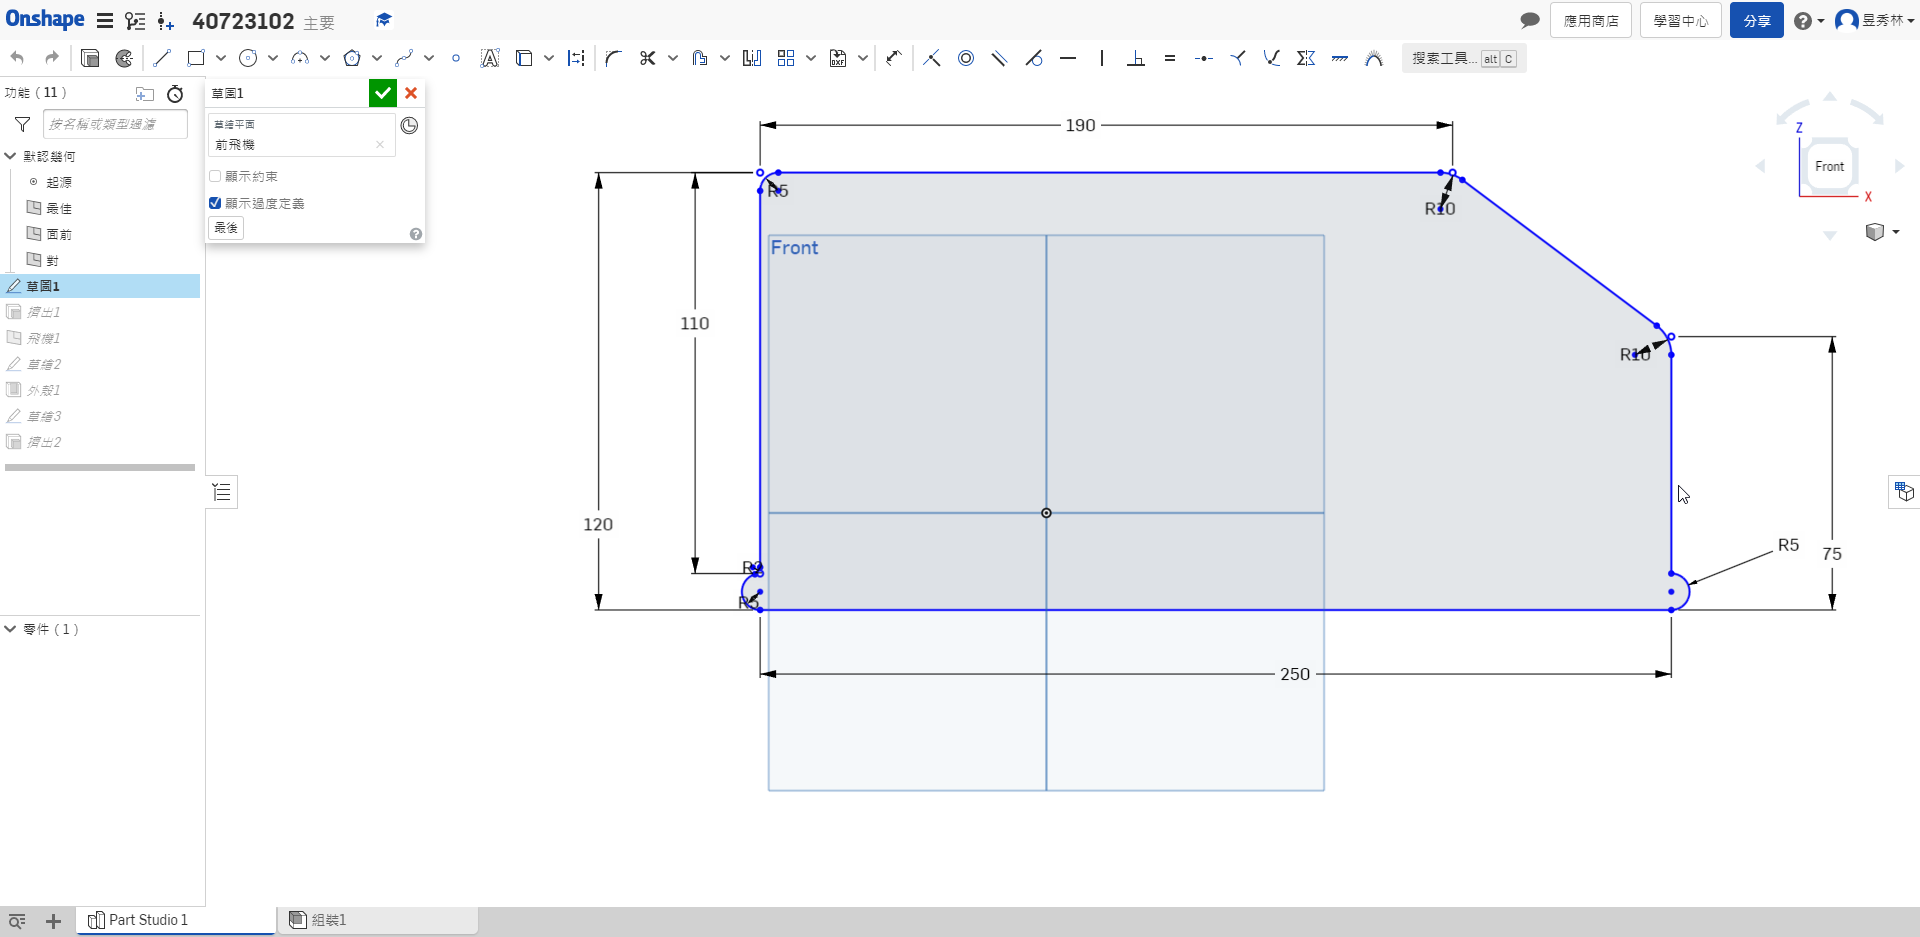 Onshape 40723102 主要 應用商店 學習中心 分享 昱秀林
搜索工具... alt C
功能 ( 11 )
按名稱或類型過濾
默認幾何
起源
最佳
面前
對
草圖1
擠出1
飛機1
草繪2
外殼1
草繪3
擠出2
零件 ( 1 )
草圖1
草繪平面
前飛機
顯示約束
顯示過度定義
最後
190
R5
R10
Front
110
R10
120
R5
75
R5
250
Z
Front
X
Part Studio 1
組裝1